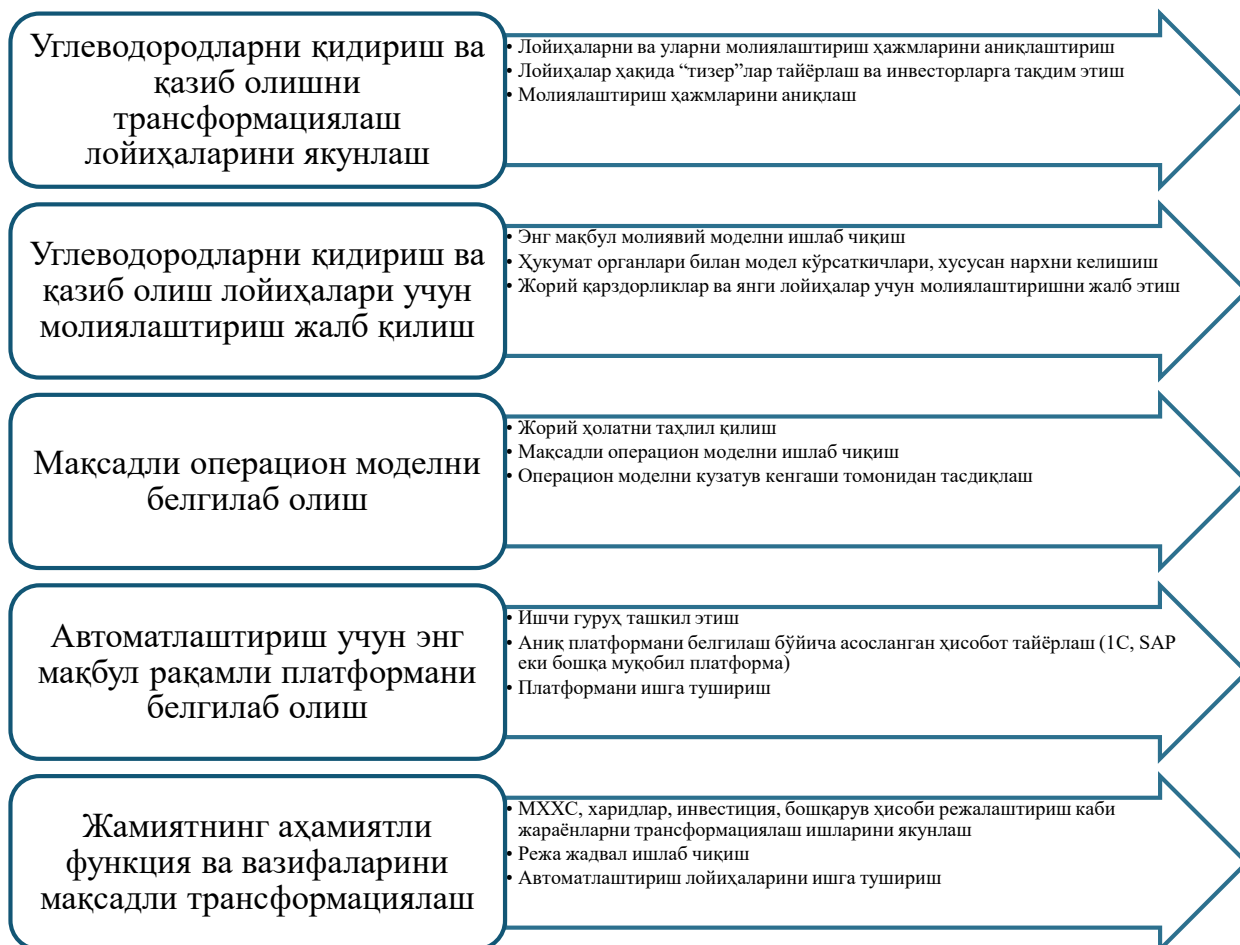 Углеводородларни қидириш ва
қазиб олишни
трансформациялаш
лойиҳаларини якунлаш
• Лойиҳаларни ва уларни молиялаштириш ҳажмларини аниқлаштириш
• Лойиҳалар ҳақида “тизер”лар тайёрлаш ва инвесторларга тақдим этиш
• Молиялаштириш ҳажмларини аниқлаш
Углеводородларни қидириш ва
қазиб олиш лойиҳалари учун
молиялаштириш жалб қилиш
• Энг мақбул молиявий моделни ишлаб чиқиш
• Ҳукумат органлари билан модел кўрсаткичлари, хусусан нархни келишиш
• Жорий қарздорликлар ва янги лойиҳалар учун молиялаштиришни жалб этиш
Мақсадли операцион моделни
белгилаб олиш
• Жорий ҳолатни таҳлил қилиш
• Мақсадли операцион моделни ишлаб чиқиш
• Операцион моделни кузатув кенгаши томонидан тасдиқлаш
Автоматлаштириш учун энг
мақбул рақамли платформани
белгилаб олиш
• Ишчи гуруҳ ташкил этиш
• Аниқ платформани белгилаш бўйича асосланган ҳисобот тайёрлаш (1С, SAP
еки бошқа муқобил платформа)
• Платформани ишга тушириш
Жамиятнинг аҳамиятли
функция ва вазифаларини
мақсадли трансформациялаш
• МХХС, харидлар, инвестиция, бошқарув ҳисоби режалаштириш каби
жараёнларни трансформациялаш ишларини якунлаш
• Режа жадвал ишлаб чиқиш
• Автоматлаштириш лойиҳаларини ишга тушириш